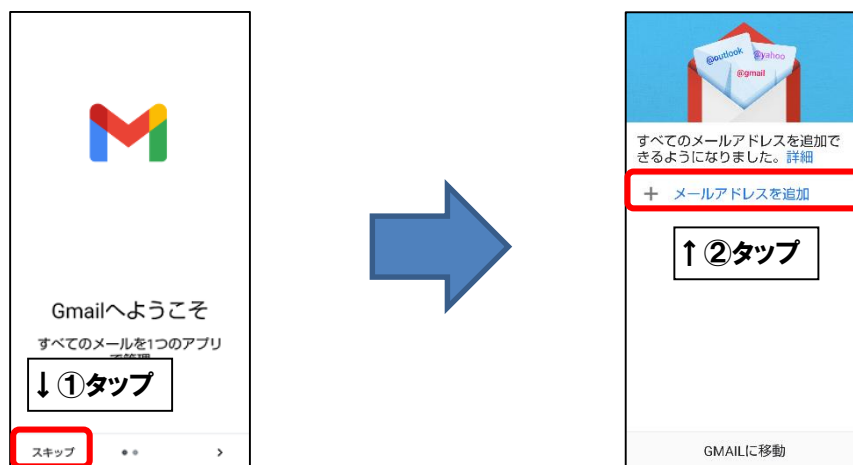 Gmailへようこそ
すべてのメールを1つのアプリ
で管理
↓①タップ
スキップ
@outlook
@yahoo
@gmail
すべてのメールアドレスを追加で
きるようになりました。詳細
+ メールアドレスを追加
↑②タップ
GMAILに移動